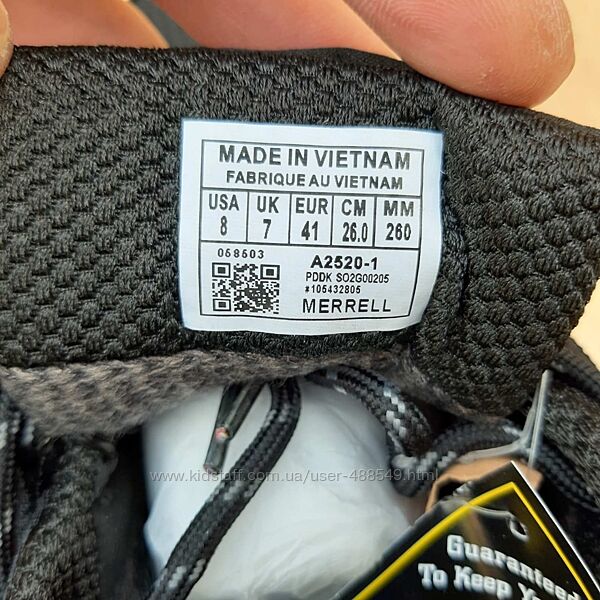 MADE IN VIETNAM
FABRIQUE AU VIETNAM
USA UK EUR CM MM
8 7 41 26.0 260
058503
A2520-1
PDDK SO2G00205
#105432805
MERRELL
www.kidstaff.com.ua/user-488549.html
Guaranteed
To Keep